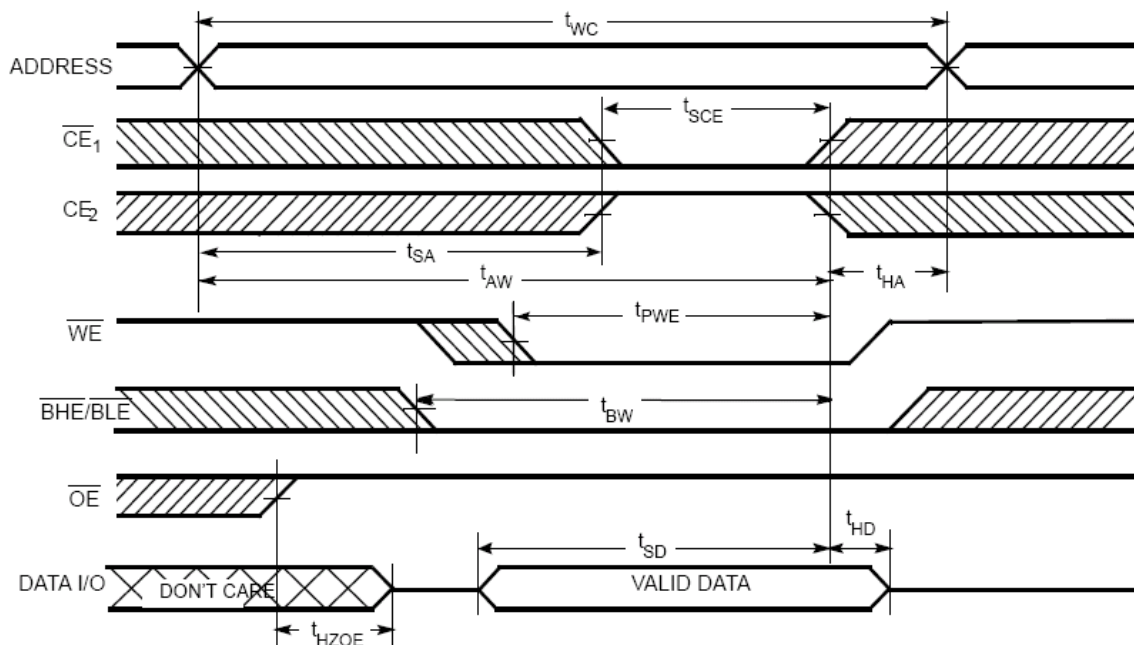 tWC
ADDRESS
tSCE
CE1
CE2
tSA
tAW
tHA
tPWE
WE
BHE/BLE
tBW
OE
tHD
tSD
DATA I/O
DON'T CARE
VALID DATA
tHZOE